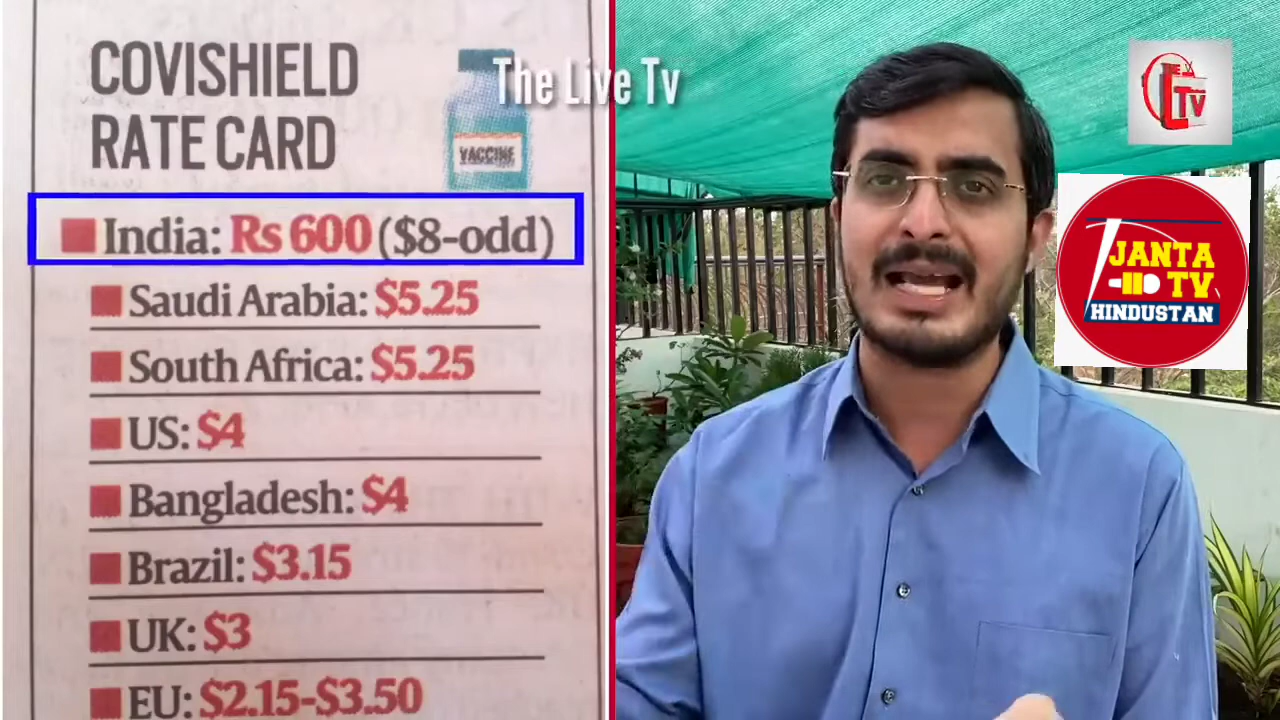 COVISHIELD
RATE CARD
VACCINE
India: Rs 600 ($8-odd)
Saudi Arabia: $5.25
South Africa: $5.25
US: $4
Bangladesh: $4
Brazil: $3.15
UK: $3
EU: $2.15-$3.50
The Live Tv
THE
TV
JANTA
TV
HINDUSTAN